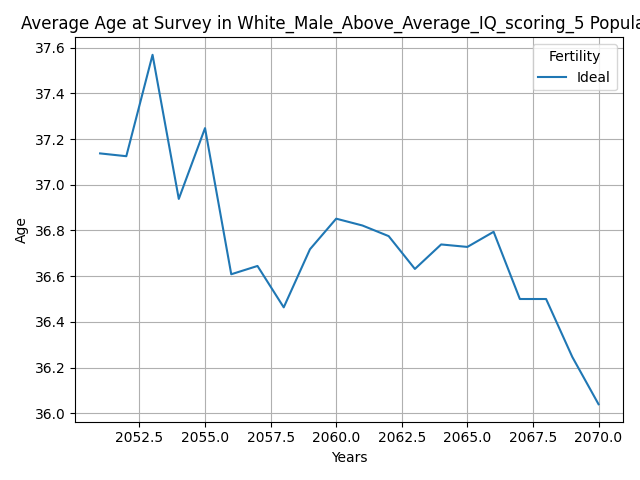 Average Age at Survey in White_Male_Above_Average_IQ_scoring_5 Popula
Fertility
Ideal
37.6
37.4
37.2
37.0
36.8
36.6
36.4
36.2
36.0
Age
2052.5 2055.0 2057.5 2060.0 2062.5 2065.0 2067.5 2070.0
Years